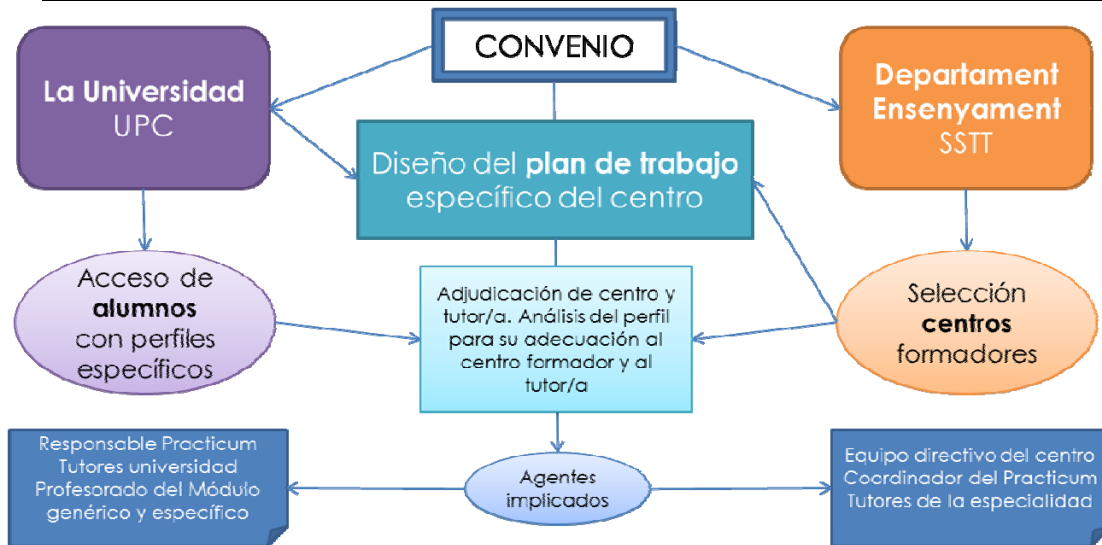 CONVENIO
La Universidad
UPC
Departament
Ensenyament
SSTT
Diseño del plan de trabajo
específico del centro
Acceso de
alumnos
con perfiles
específicos
Adjudicación de centro y
tutor/a. Análisis del perfil
para su adecuación al
centro formador y al
tutor/a
Selección
centros
formadores
Responsable Practicum
Tutores universidad
Profesorado del Módulo
genérico y específico
Agentes
implicados
Equipo directivo del centro
Coordinador del Practicum
Tutores de la especialidad